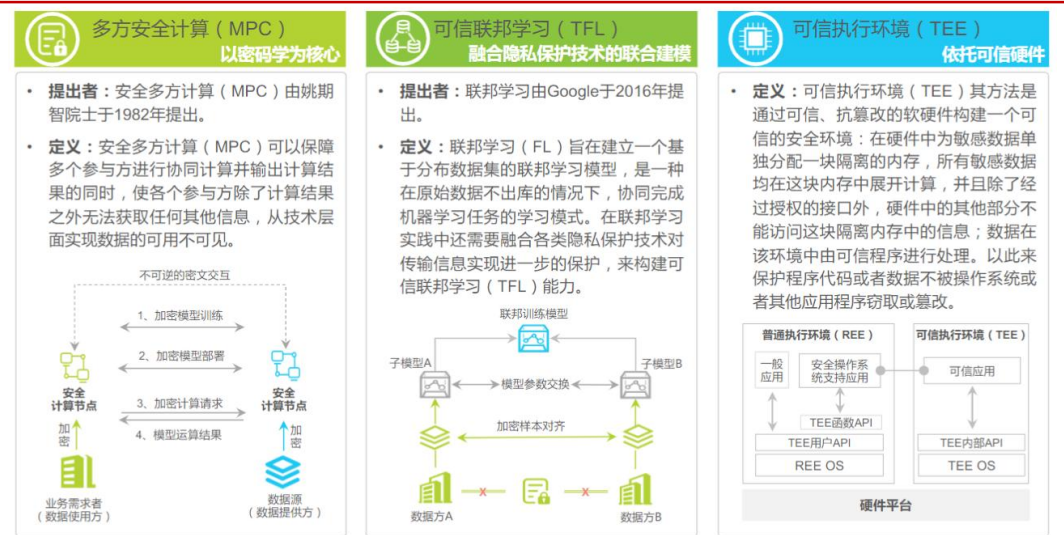 多方安全计算（MPC）
以密码学为核心
• 提出者：安全多方计算（MPC）由姚期
智院士于1982年提出。
• 定义：安全多方计算（MPC）可以保障
多个参与方进行协同计算并输出计算结
果的同时，使各个参与方除了计算结果
之外无法获取任何其他信息，从技术层
面实现数据的可用不可见。
不可逆的密文交互
1、加密模型训练
2、加密模型部署
安全
计算节点
安全
计算节点
3、加密计算请求
4、模型运算结果
加
密
加
密
业务需求者
（数据使用方）
数据源
（数据提供方）
可信联邦学习（TFL）
融合隐私保护技术的联合建模
• 提出者：联邦学习由Google于2016年提
出。
• 定义：联邦学习（FL）旨在建立一个基
于分布数据集的联邦学习模型，是一种
在原始数据不出库的情况下，协同完成
机器学习任务的学习模式。在联邦学习
实践中还需要融合各类隐私保护技术对
传输信息实现进一步的保护，来构建可
信联邦学习（TFL）能力。
联邦训练模型
子模型A
子模型B
模型参数交换
加密样本对齐
X
X
数据方A
数据方B
可信执行环境（TEE）
依托可信硬件
• 定义：可信执行环境（TEE）其方法是
通过可信、抗篡改的软硬件构建一个可
信的安全环境：在硬件中为敏感数据单
独分配一块隔离的内存，所有敏感数据
均在这块内存中展开计算，并且除了经
过授权的接口外，硬件中的其他部分不
能访问这块隔离内存中的信息；数据在
该环境中由可信程序进行处理。以此来
保护程序代码或者数据不被操作系统或
者其他应用程序窃取或篡改。
普通执行环境（REE）
可信执行环境（TEE）
一般
应用
安全操作系
统支持应用
可信应用
TEE函数API
TEE用户API
TEE内部API
REE OS
TEE OS
硬件平台